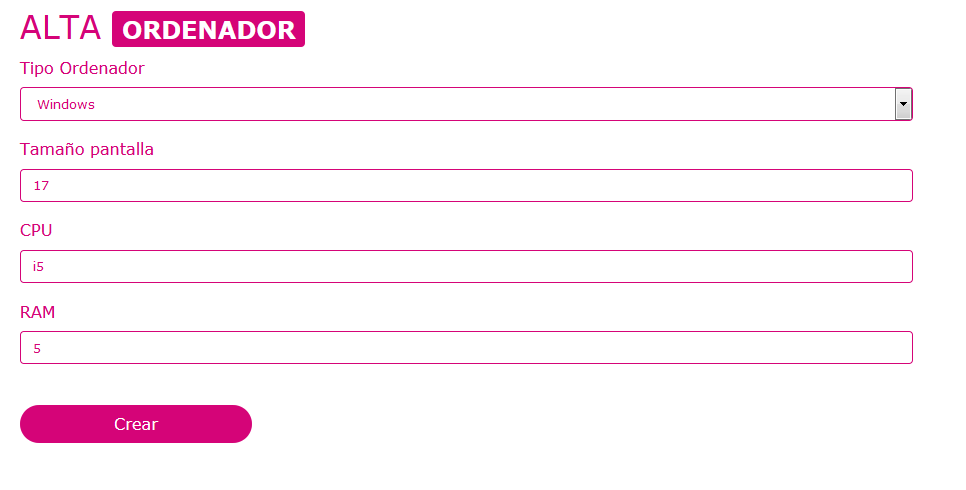 ALTA ORDENADOR
Tipo Ordenador
Windows
Tamaño pantalla
17
CPU
i5
RAM
5
Crear